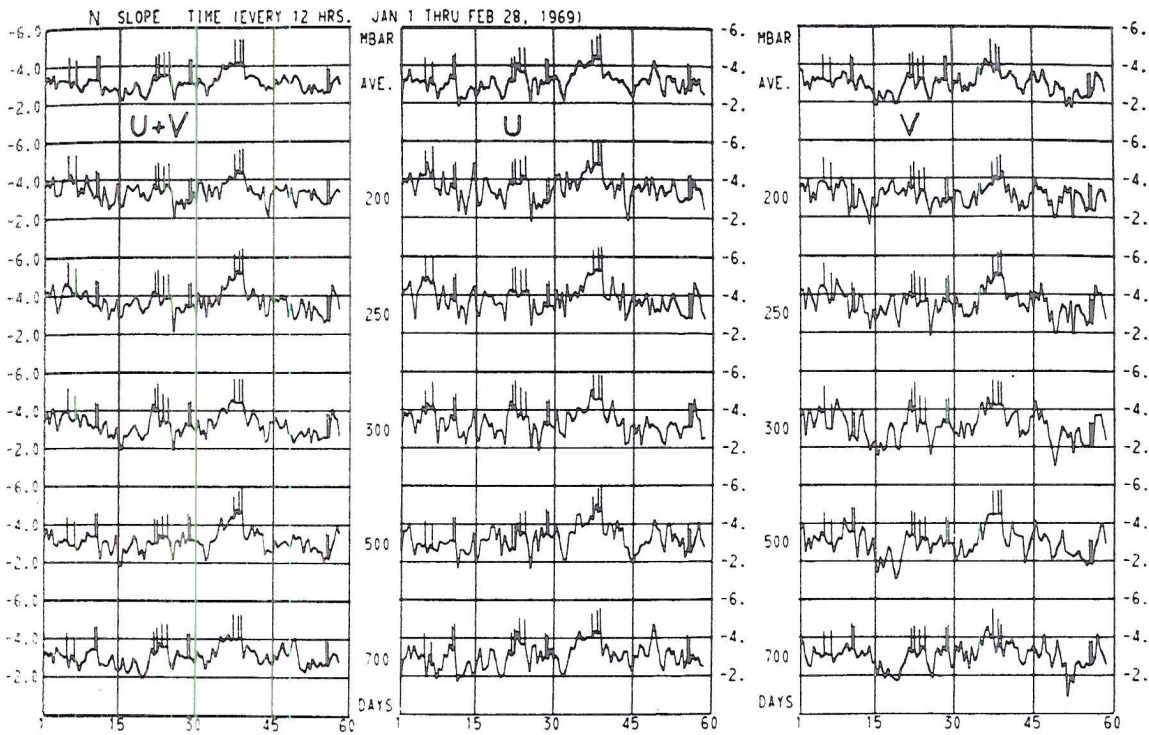 N SLOPE TIME (EVERY 12 HRS. JAN 1 THRU FEB 28, 1969)
-6.0 MBAR -6. MBAR -6.
-4.0 -4. -4.
AVE. AVE.
-2.0 -2. -2.
U+V U V
-6.0 -6. -6.
-4.0 -4. -4.
200 200
-2.0 -2. -2.
-6.0 -6. -6.
-4.0 -4. -4.
250 250
-2.0 -2. -2.
-6.0 -6. -6.
-4.0 -4. -4.
300 300
-2.0 -2. -2.
-6.0 -6. -6.
-4.0 -4. -4.
500 500
-2.0 -2. -2.
-6.0 -6. -6.
-4.0 -4. -4.
700 700
-2.0 -2. -2.
DAYS DAYS
1 15 30 45 60 1 15 30 45 60 1 15 30 45 60